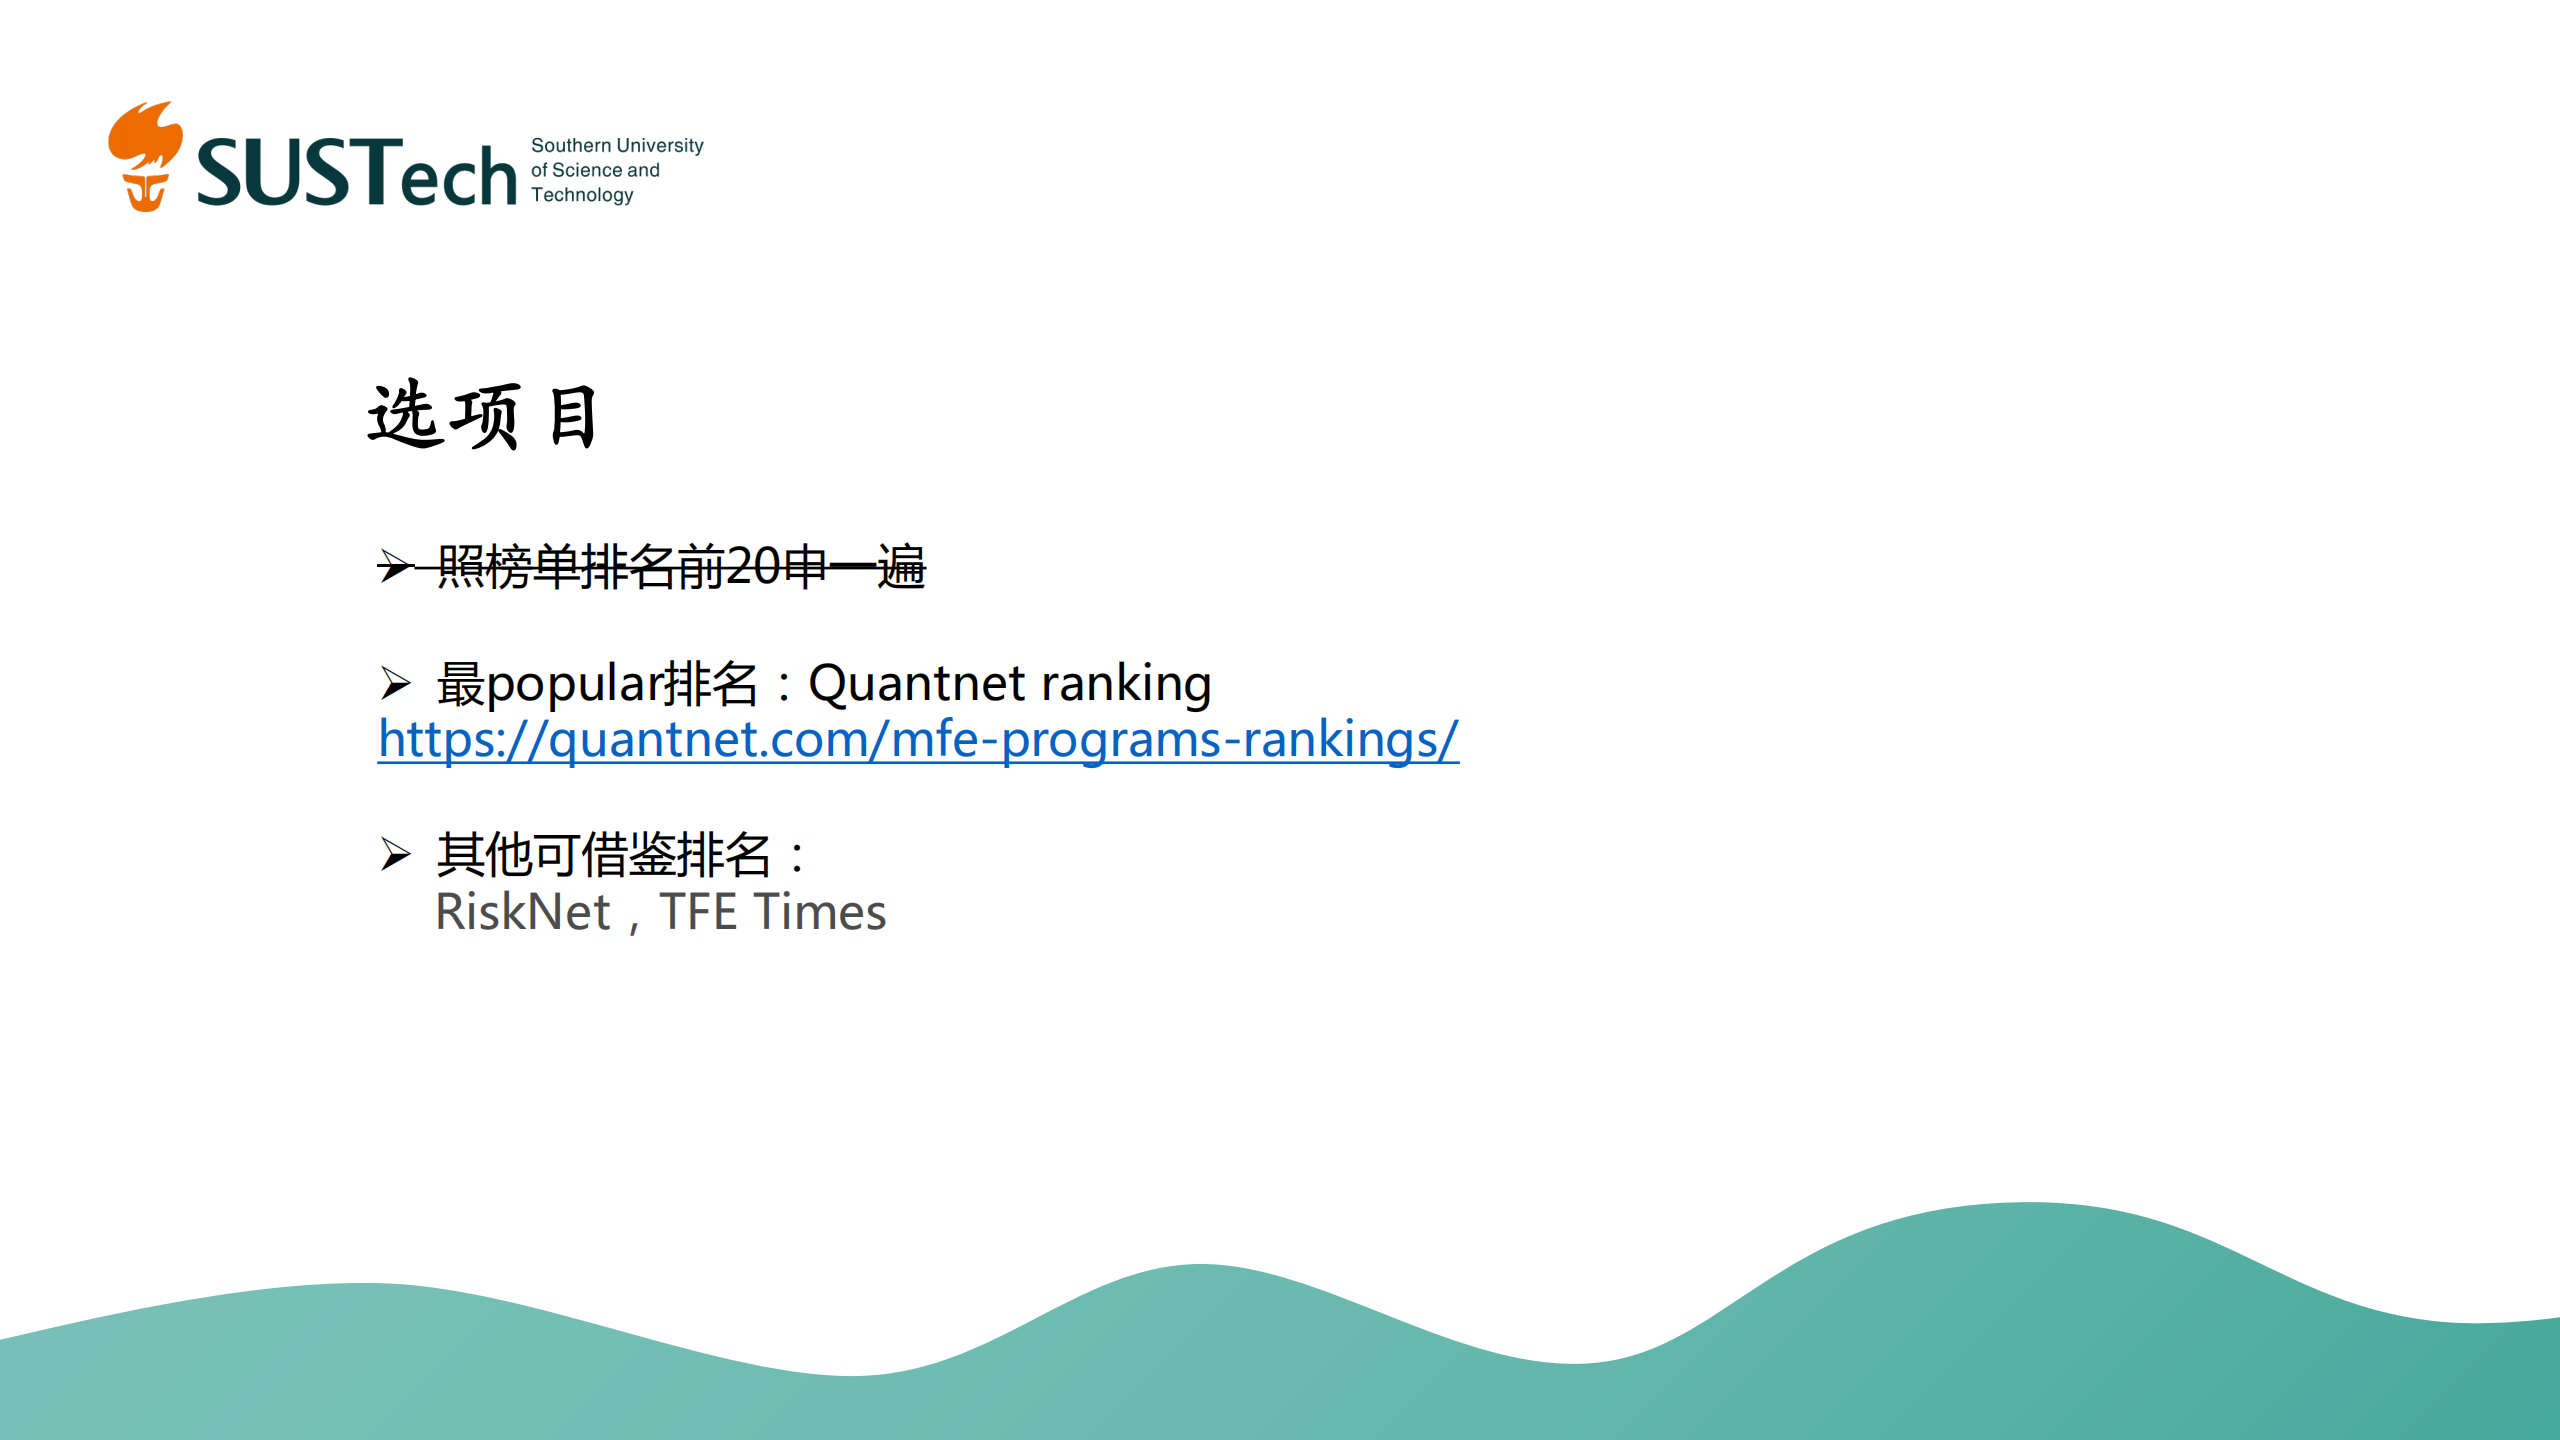 SUSTech
Southern University
of Science and
Technology
选项目
照榜单排名前20申一遍
最popular排名：Quantnet ranking
https://quantnet.com/mfe-programs-rankings/
其他可借鉴排名：
RiskNet，TFE Times